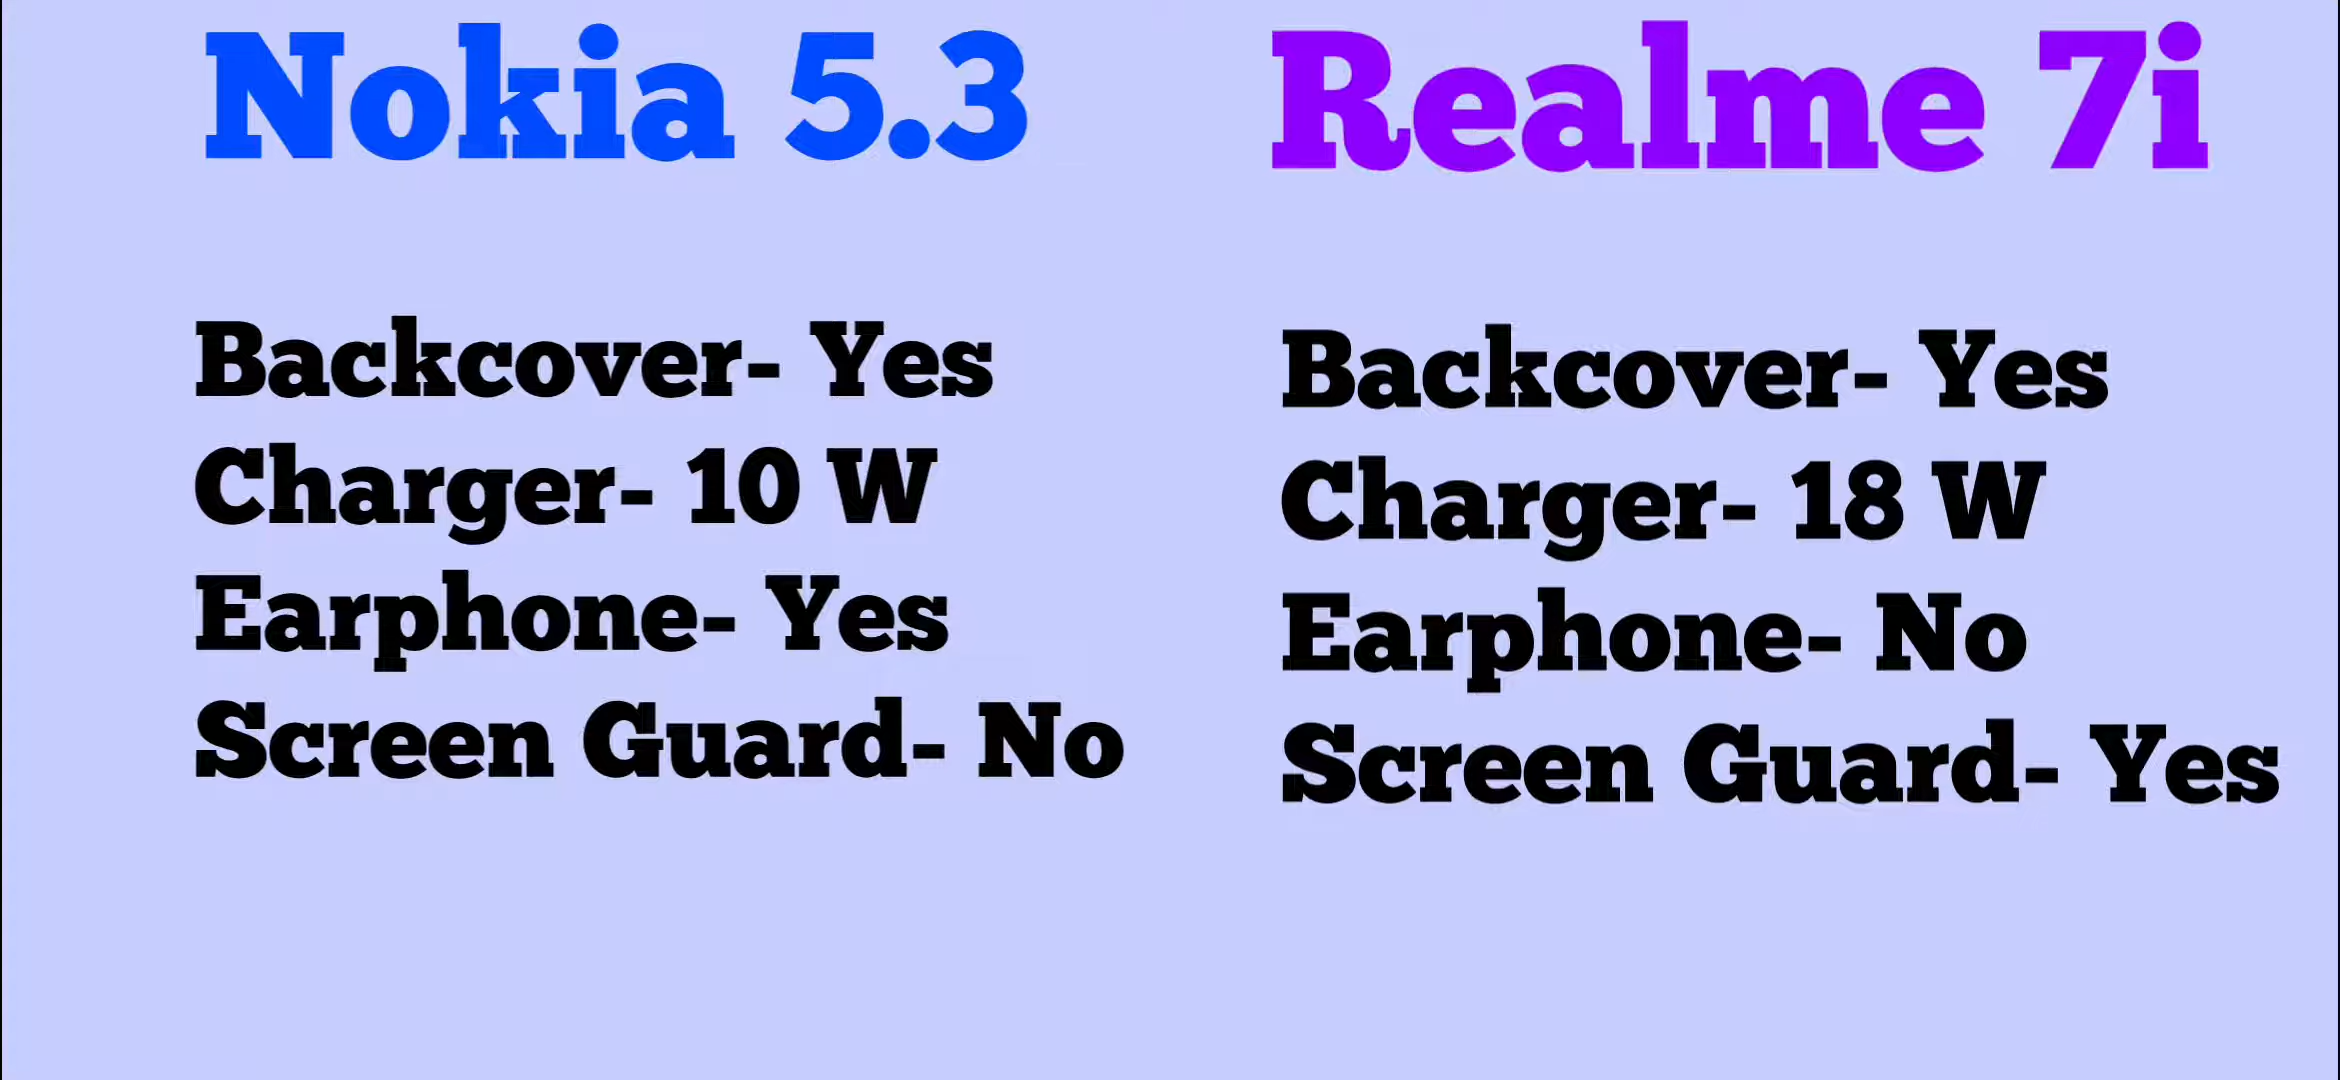 Nokia 5.3
Backcover- Yes
Charger- 10 W
Earphone- Yes
Screen Guard- No
Realme 7i
Backcover- Yes
Charger- 18 W
Earphone- No
Screen Guard- Yes